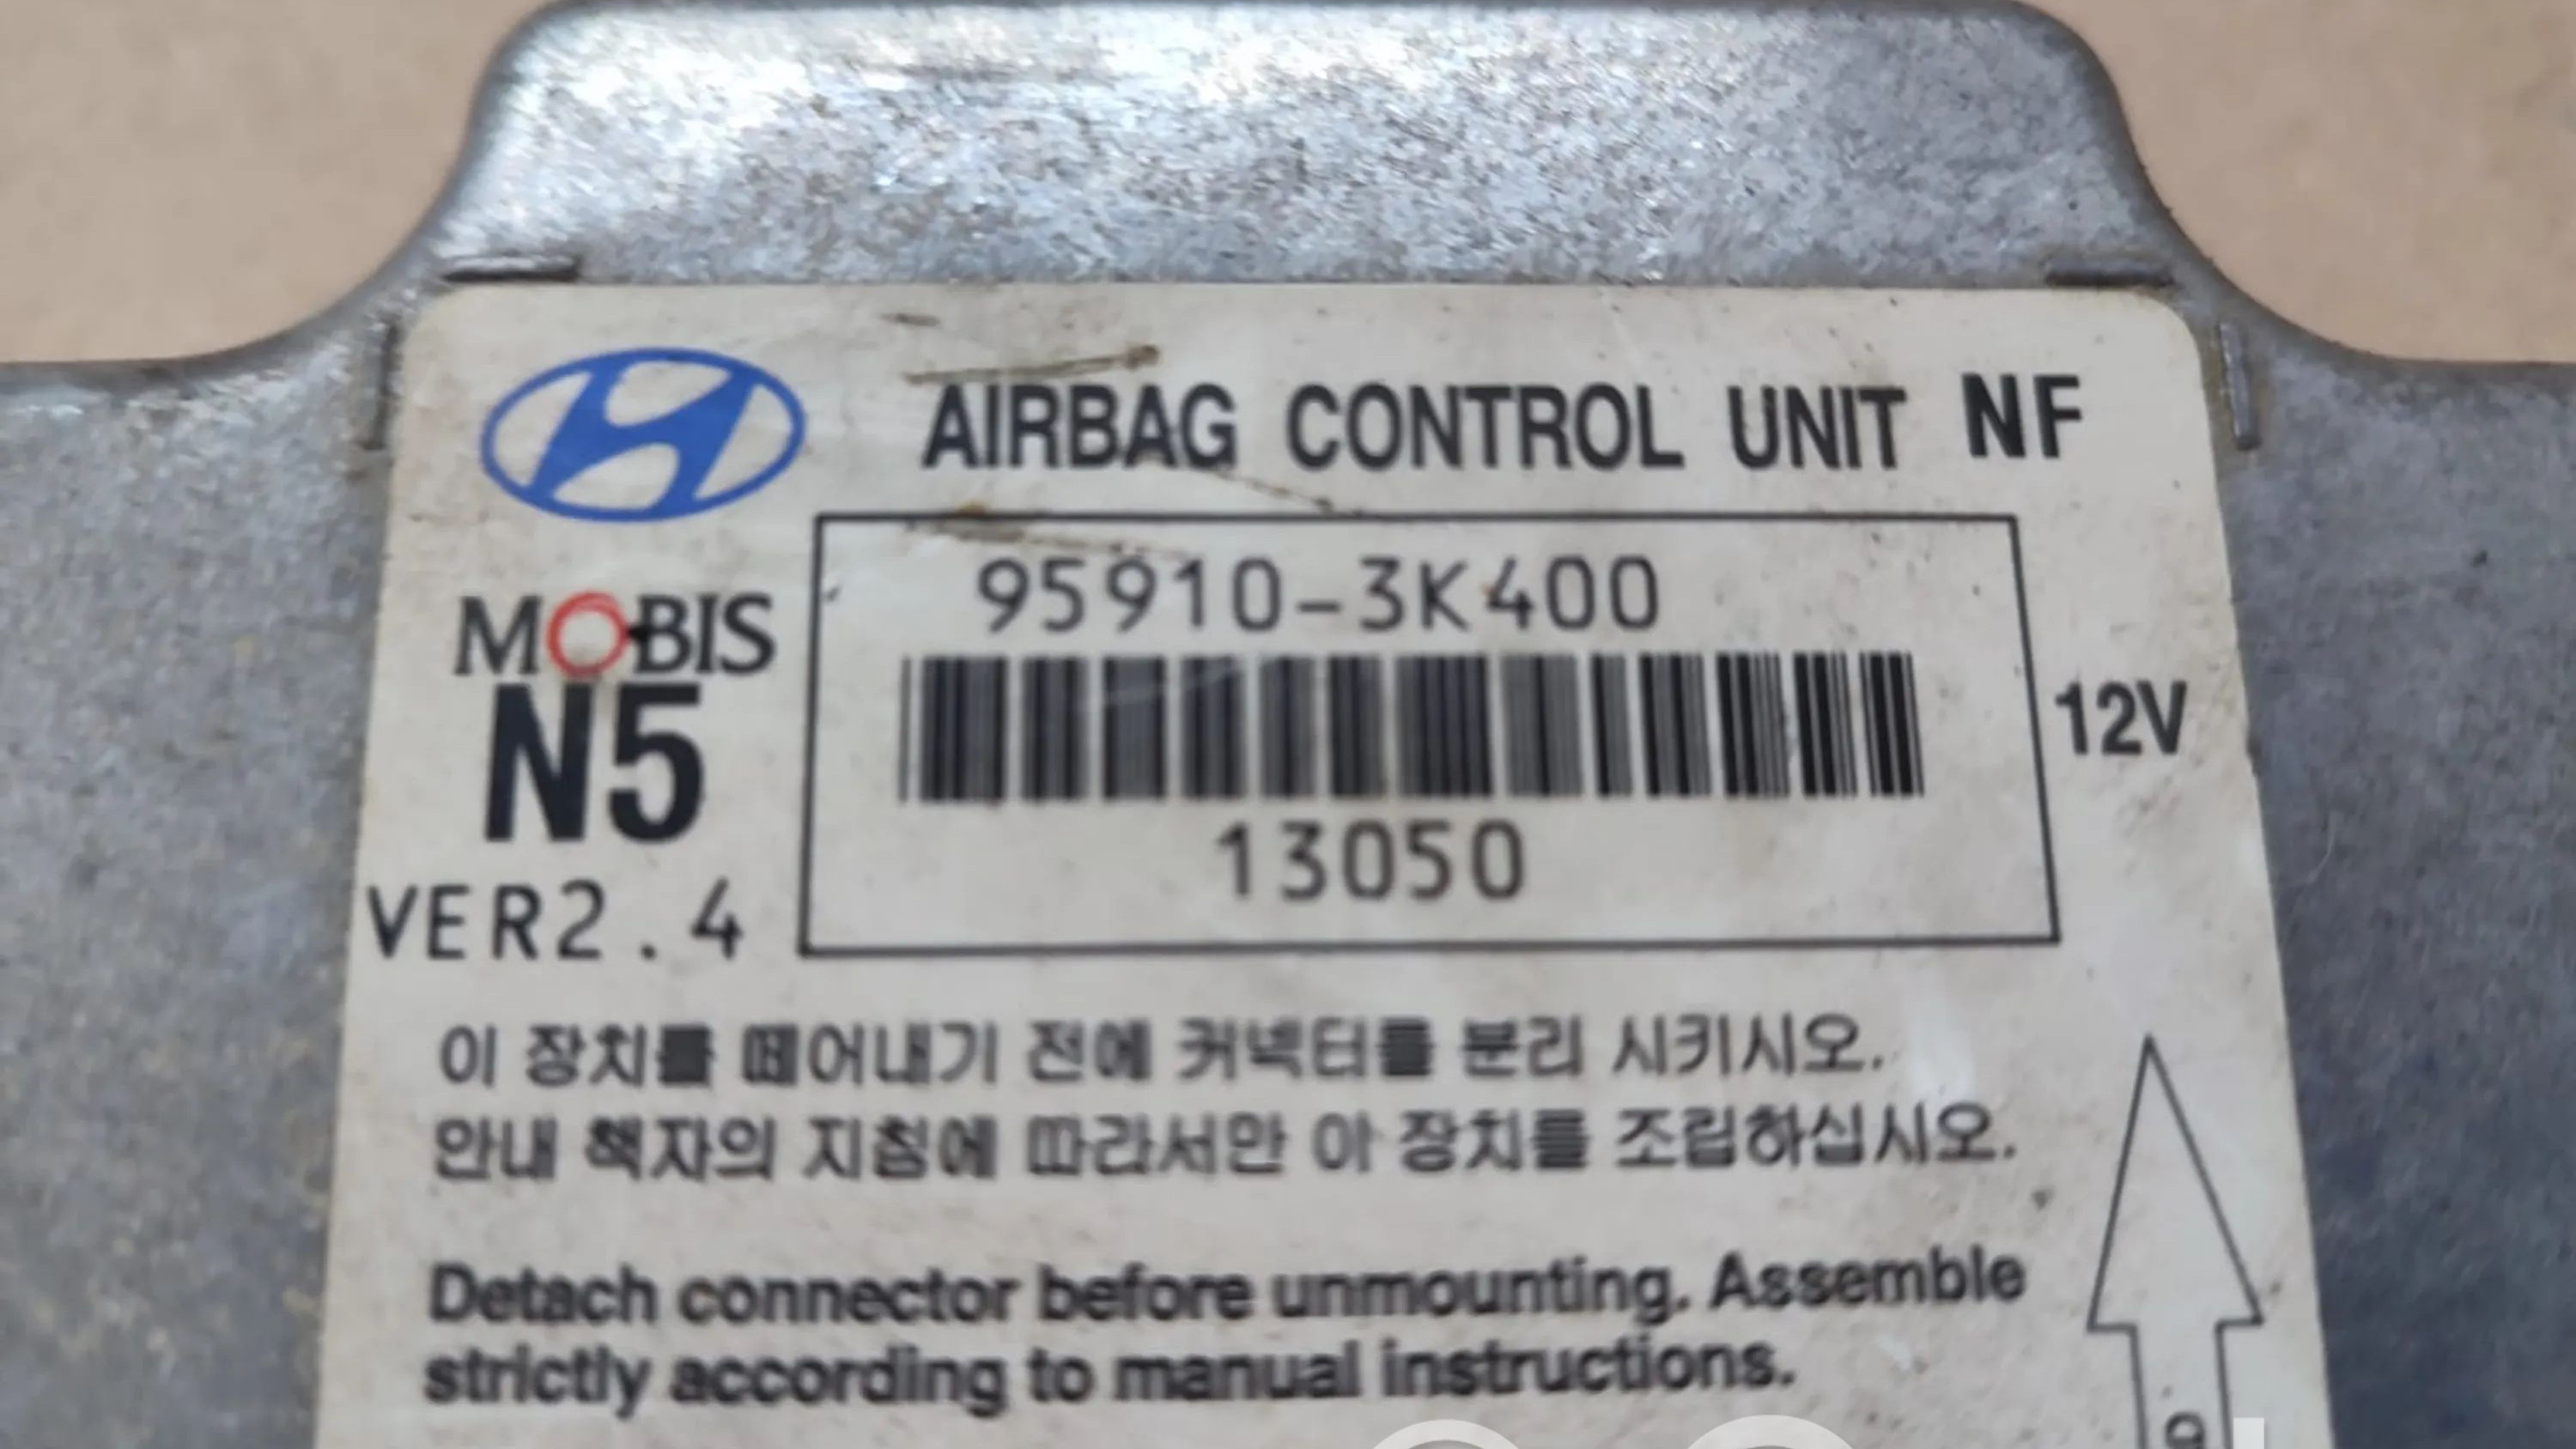 AIRBAG CONTROL UNIT NF
95910-3K400
MOBIS
N5
12V
13050
VER2.4
이 장치를 떼어내기 전에 커넥터를 분리 시키시오.
안내 책자의 지침에 따라서만 이 장치를 조립하십시오.
Detach connector before unmounting. Assemble
strictly according to manual instructions.